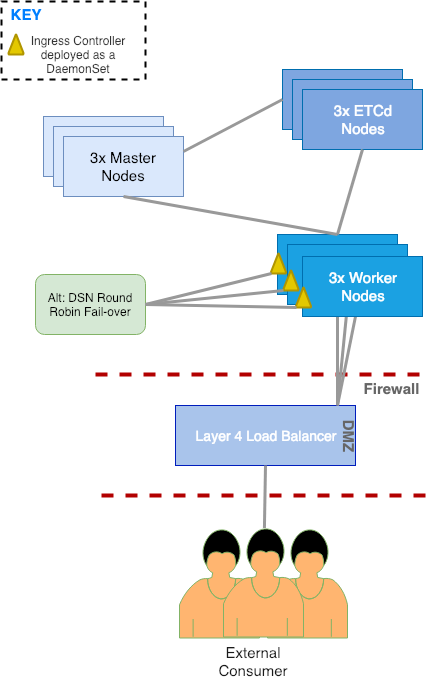 KEY
Ingress Controller
deployed as a
DaemonSet
3x ETCd
Nodes
3x Master
Nodes
3x Worker
Nodes
Alt: DSN Round
Robin Fail-over
Firewall
Layer 4 Load Balancer
DMZ
External
Consumer